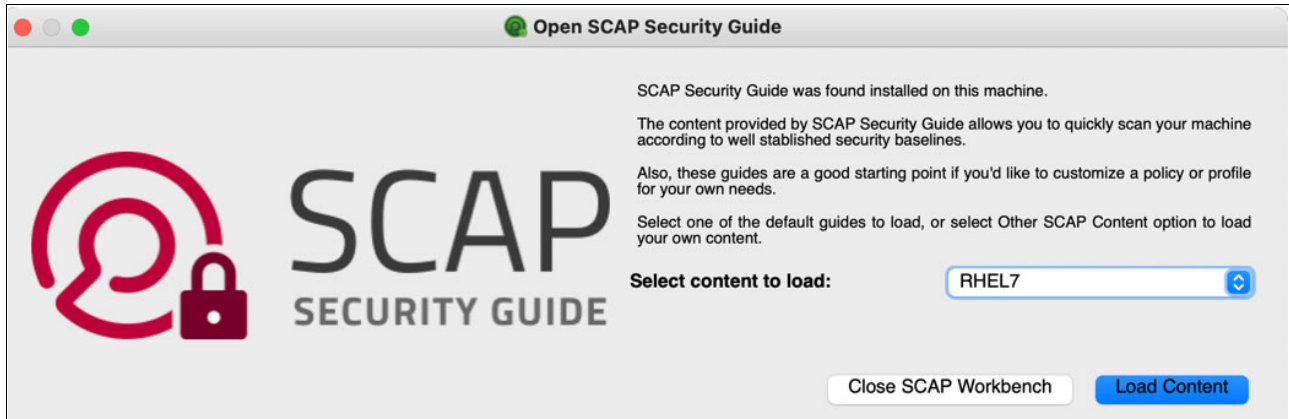 Open SCAP Security Guide
SCAP
SECURITY GUIDE
SCAP Security Guide was found installed on this machine.
The content provided by SCAP Security Guide allows you to quickly scan your machine
according to well stablished security baselines.
Also, these guides are a good starting point if you'd like to customize a policy or profile
for your own needs.
Select one of the default guides to load, or select Other SCAP Content option to load
your own content.
Select content to load: RHEL7
Close SCAP Workbench Load Content